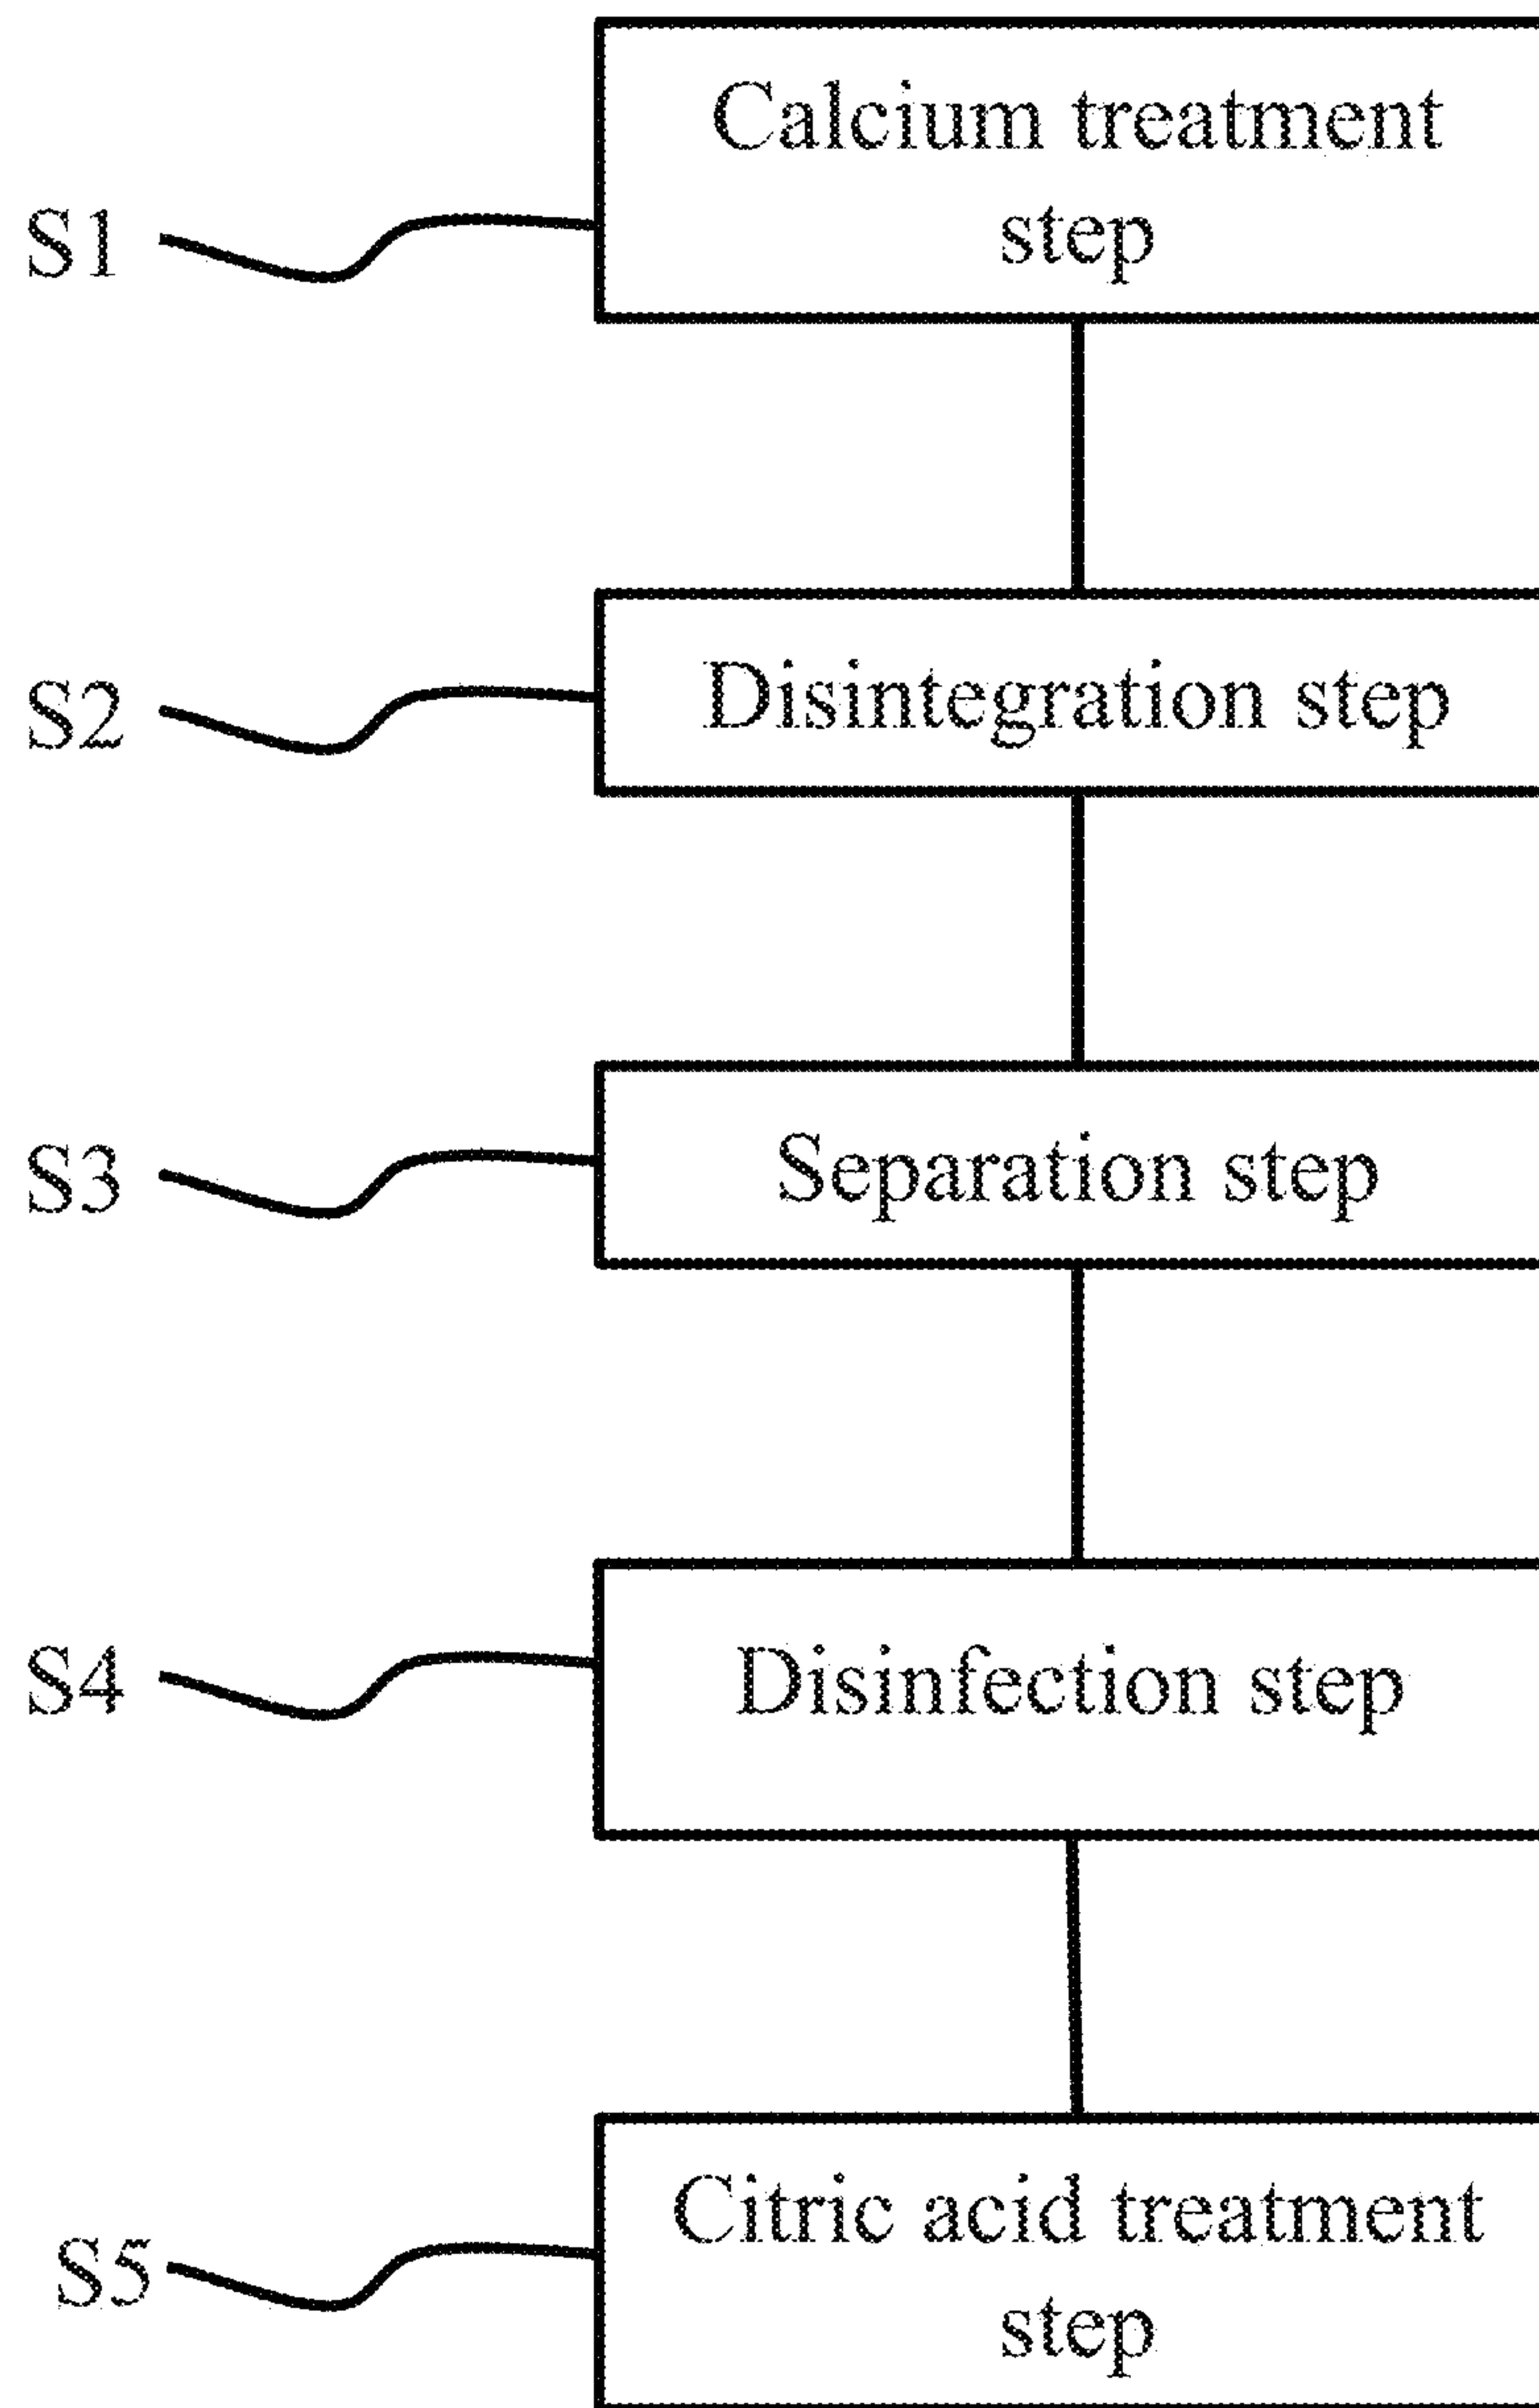 Calcium treatment
step
S1
Disintegration step
S2
Separation step
S3
Disinfection step
S4
Citric acid treatment
step
S5